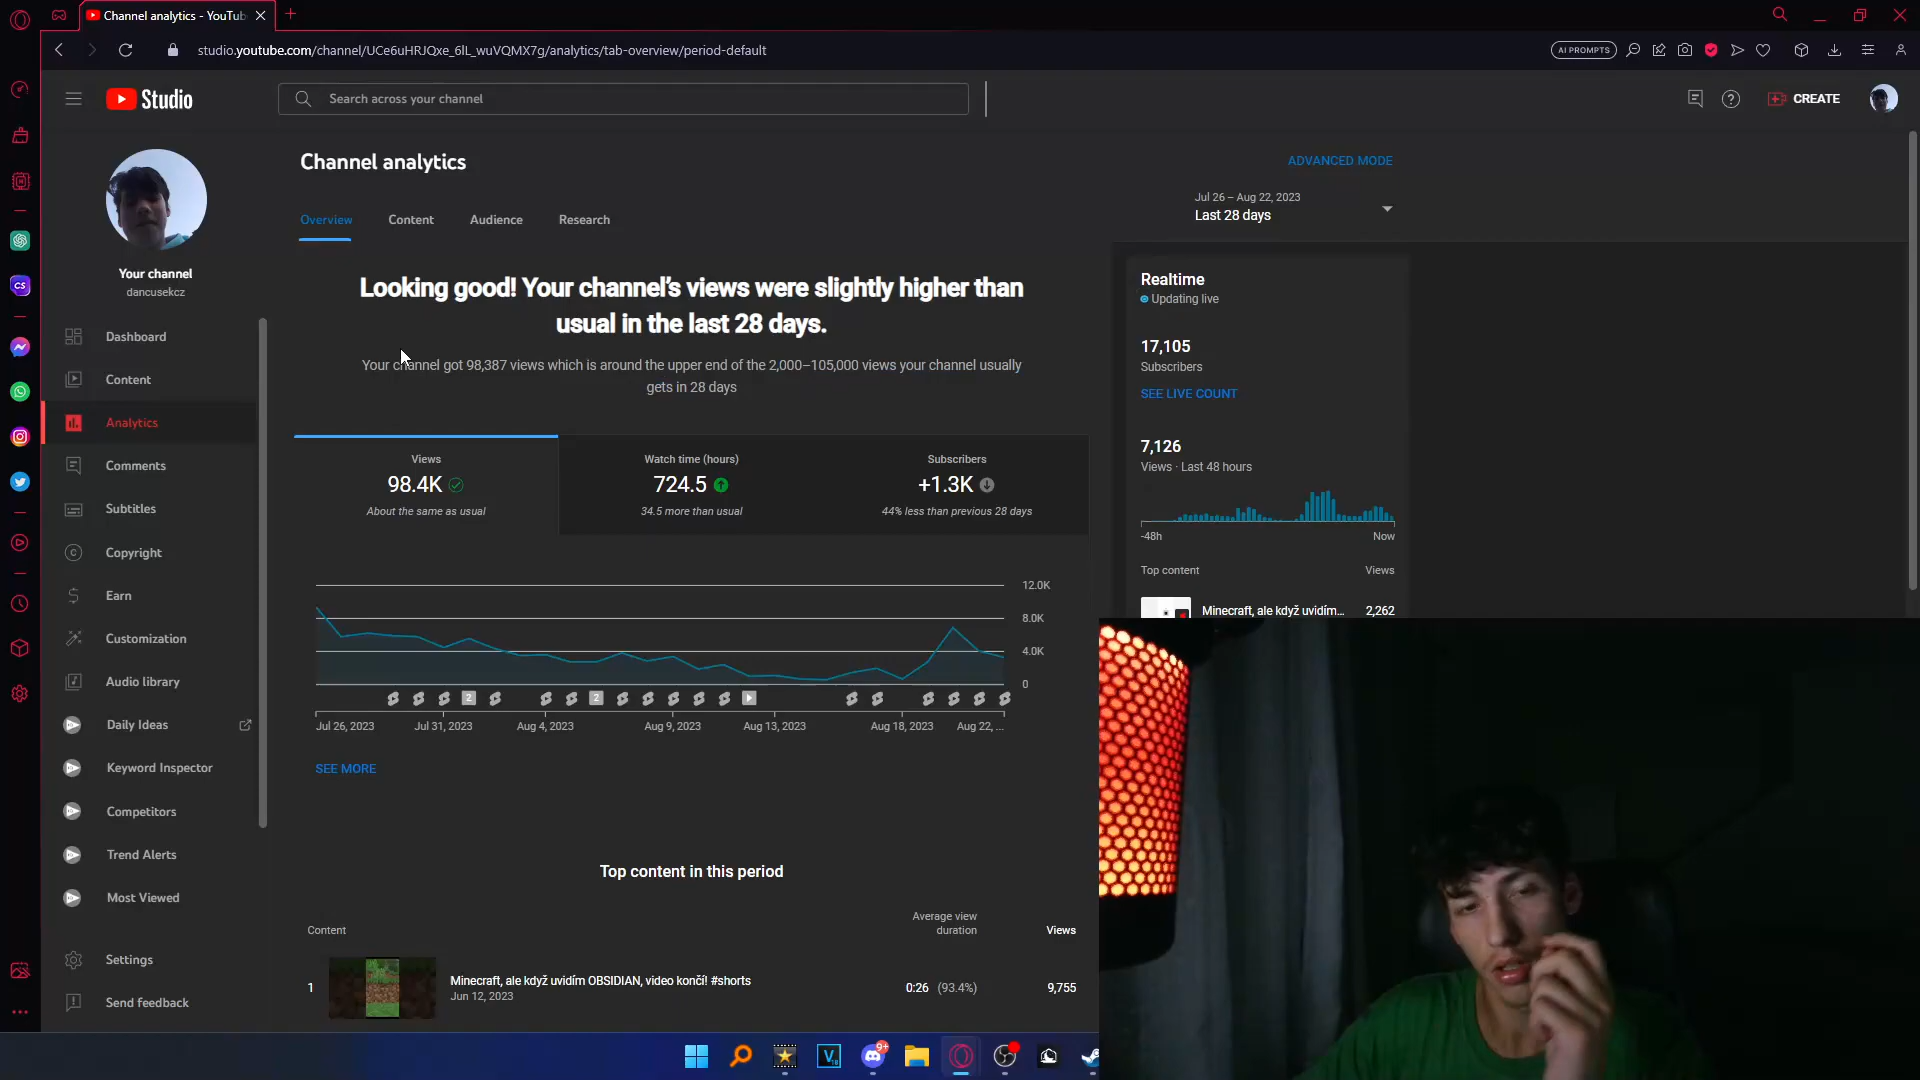 Channel analytics - YouTub
studio.youtube.com/channel/UCe6uHRJQxe_6lL_wuVQMX7g/analytics/tab-overview/period-default
AI PROMPTS
Studio
Search across your channel
CREATE
Your channel
dancusekcz
Dashboard
Content
Analytics
Comments
Subtitles
Copyright
Earn
Customization
Audio library
Daily Ideas
Keyword Inspector
Competitors
Trend Alerts
Most Viewed
Settings
Send feedback
Channel analytics
ADVANCED MODE
Overview
Content
Audience
Research
Jul 26 – Aug 22, 2023
Last 28 days
Looking good! Your channel's views were slightly higher than
usual in the last 28 days.
Your channel got 98,387 views which is around the upper end of the 2,000–105,000 views your channel usually
gets in 28 days
Views
98.4K
About the same as usual
Watch time (hours)
724.5
34.5 more than usual
Subscribers
+1.3K
44% less than previous 28 days
12.0K
8.0K
4.0K
0
2
2
Jul 26, 2023
Jul 31, 2023
Aug 4, 2023
Aug 9, 2023
Aug 13, 2023
Aug 18, 2023
Aug 22, ...
SEE MORE
Top content in this period
Content
Average view
duration
Views
1
Minecraft, ale když uvidím OBSIDIAN, video končí! #shorts
Jun 12, 2023
0:26 (93.4%)
9,755
Realtime
Updating live
17,105
Subscribers
SEE LIVE COUNT
7,126
Views · Last 48 hours
-48h
Now
Top content
Views
Minecraft, ale když uvidím...
2,262
CS
V
9+